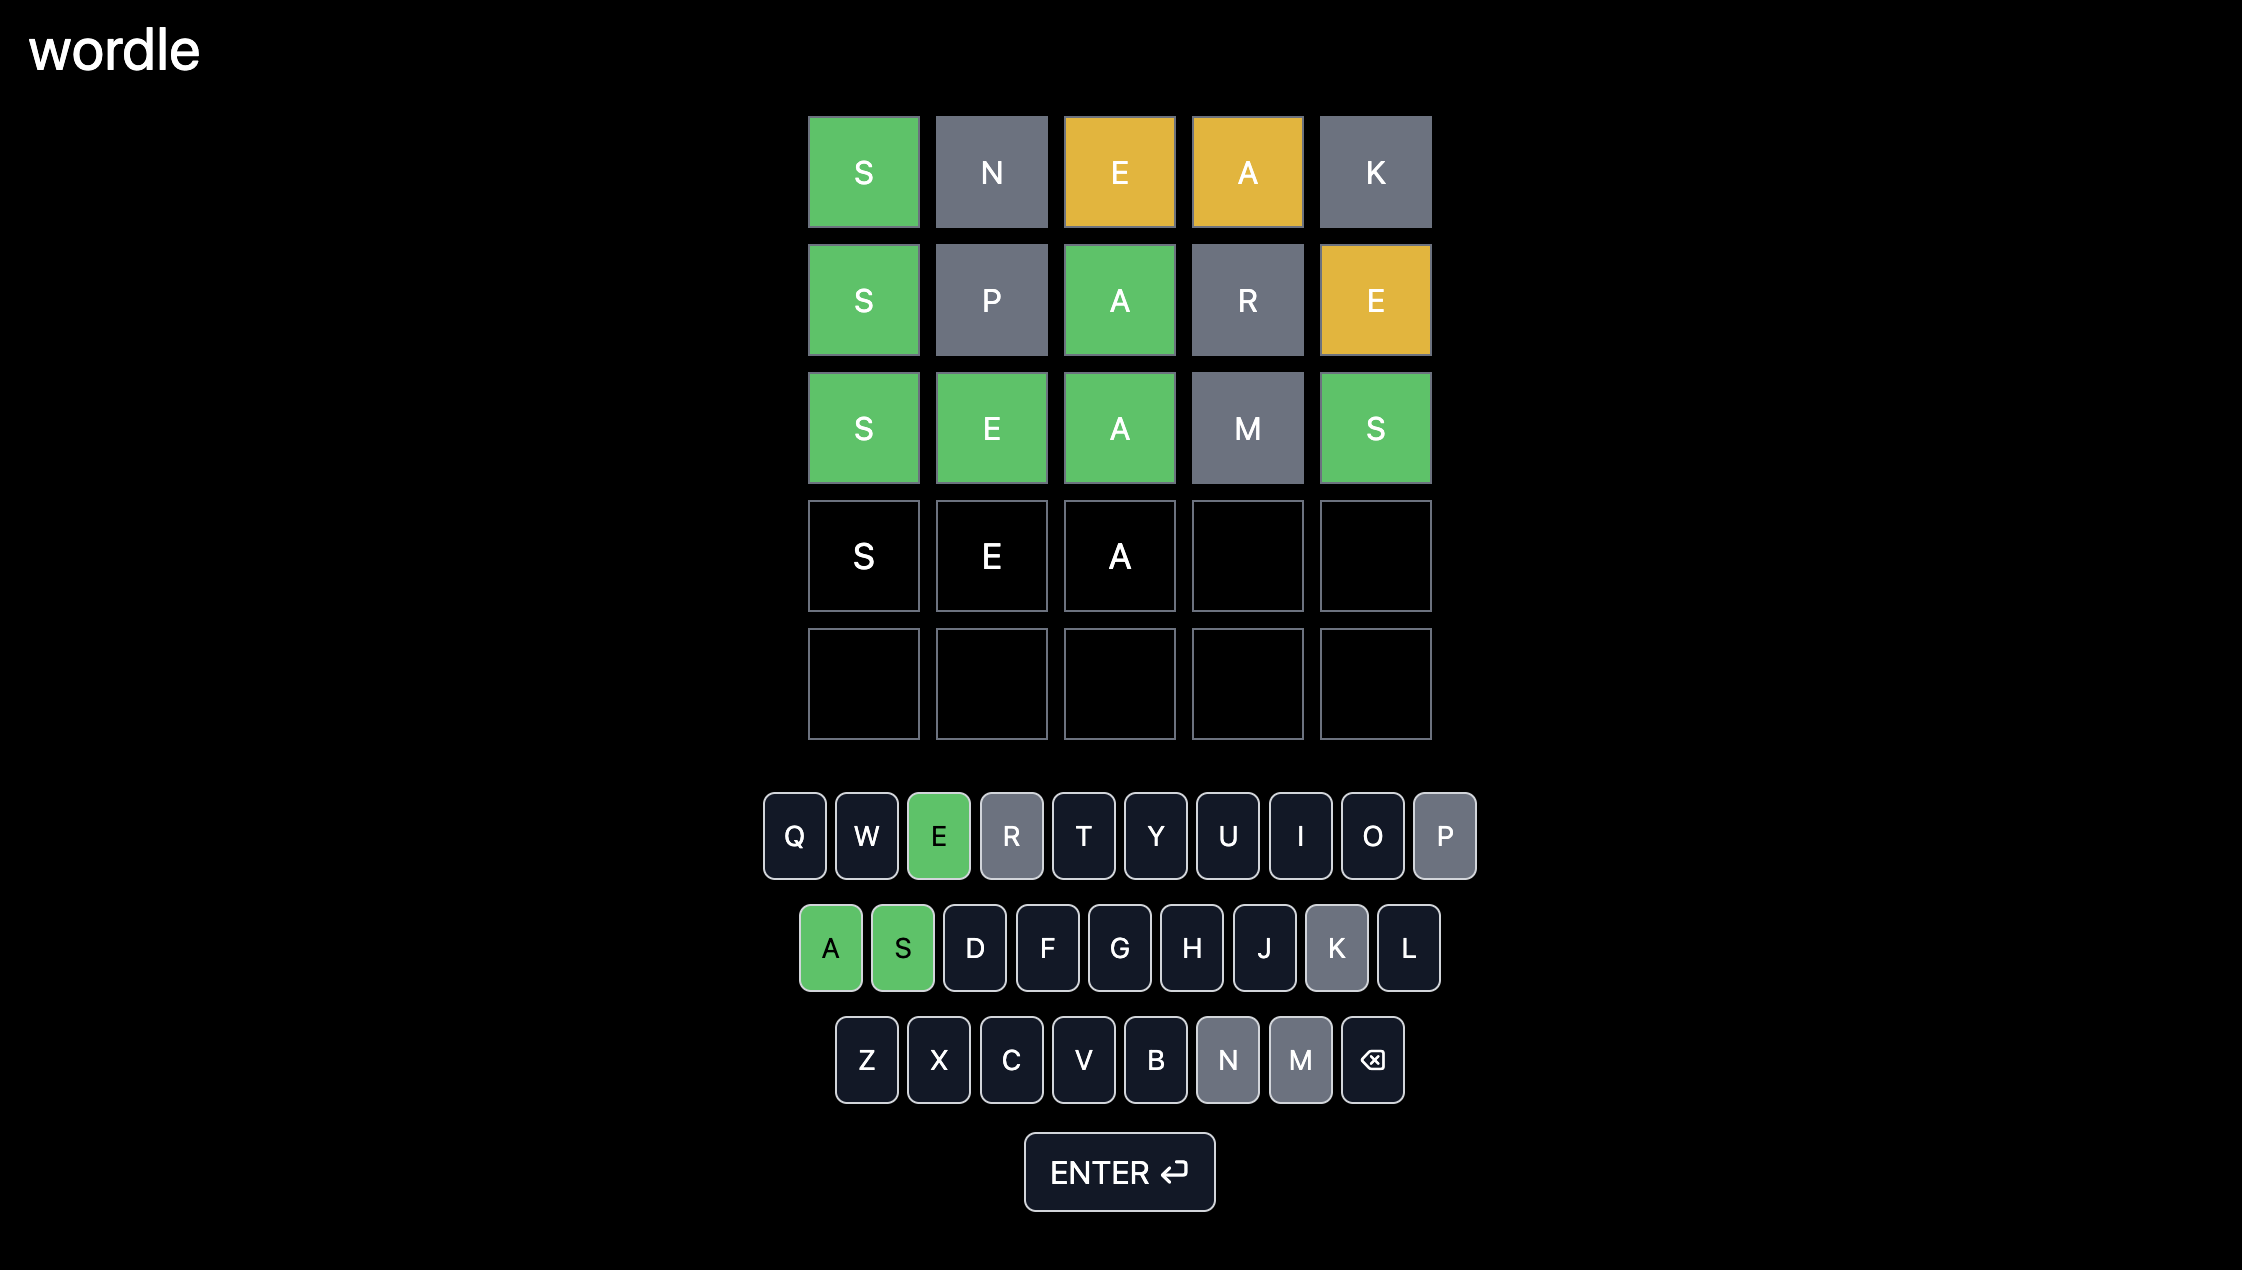 wordle
S N E A K
S P A R E
S E A M S
S E A
Q W E R T Y U I O P
A S D F G H J K L
Z X C V B N M
ENTER